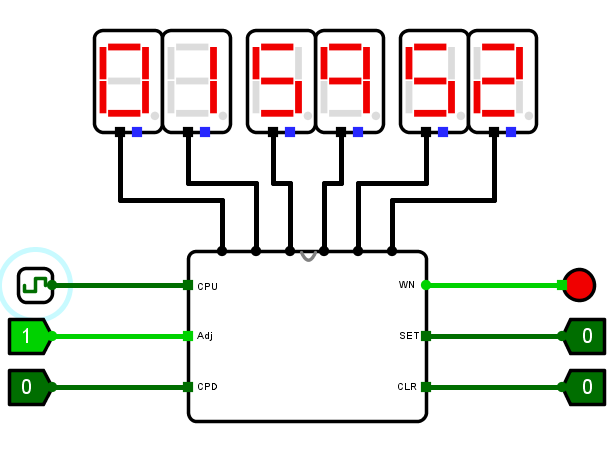 01 59 52
CPU WN
1 Adj SET 0
0 CPD CLR 0